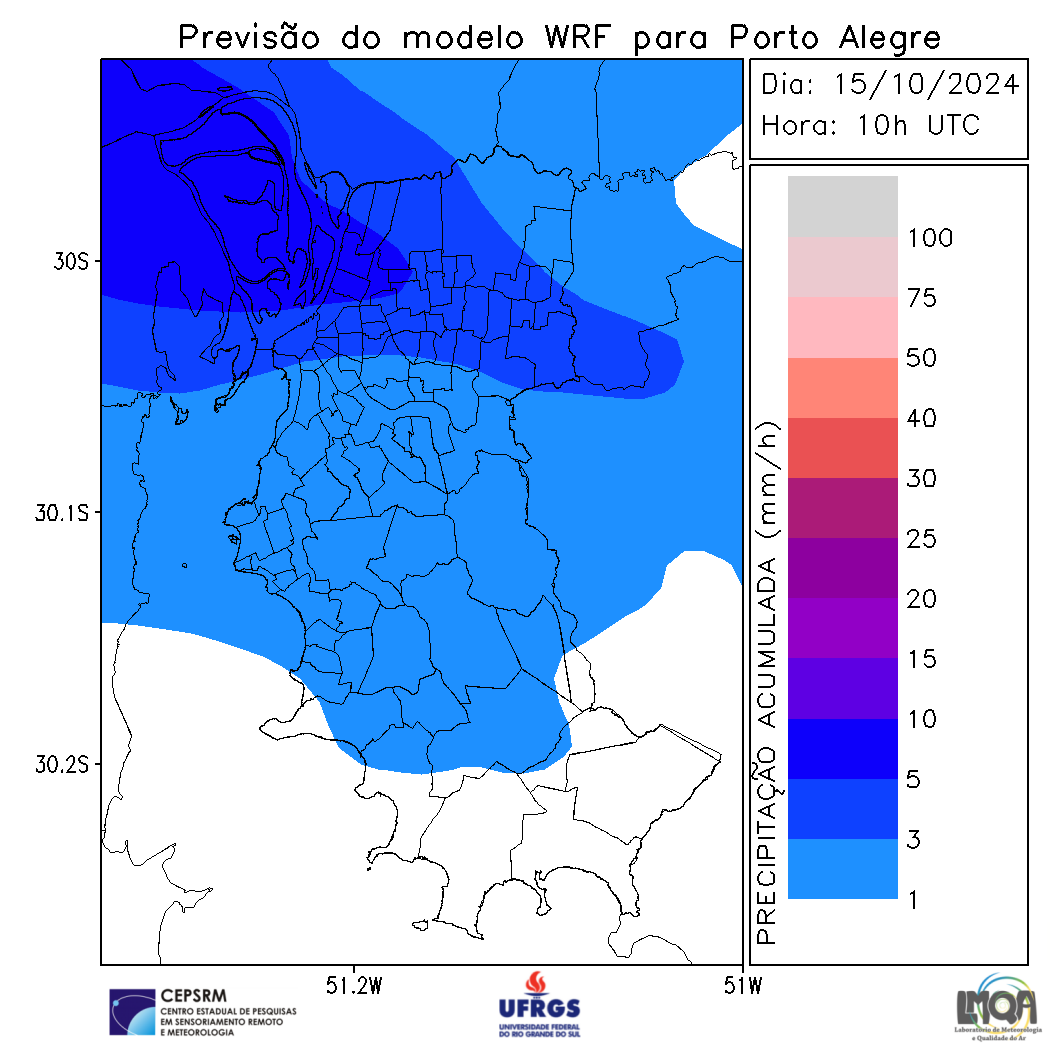 Previsão do modelo WRF para Porto Alegre
Dia: 15/10/2024
Hora: 10h UTC
30S
30.1S
30.2S
51.2W
51W
PRECIPITAÇÃO ACUMULADA (mm/h)
100
75
50
40
30
25
20
15
10
5
3
1
CEPSRM
CENTRO ESTADUAL DE PESQUISAS
EM SENSORIAMENTO REMOTO
E METEOROLOGIA
UFRGS
UNIVERSIDADE FEDERAL
DO RIO GRANDE DO SUL
LMQA
Laboratório de Meteorologia
e Qualidade do Ar